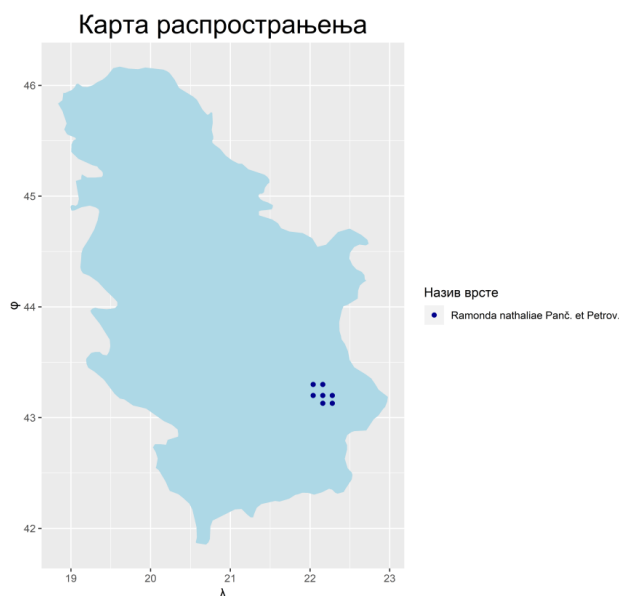 Карта распрострањења
46
45
44
43
42
φ
19 20 21 22 23
λ
Назив врсте
Ramonda nathaliae Panč. et Petrov.